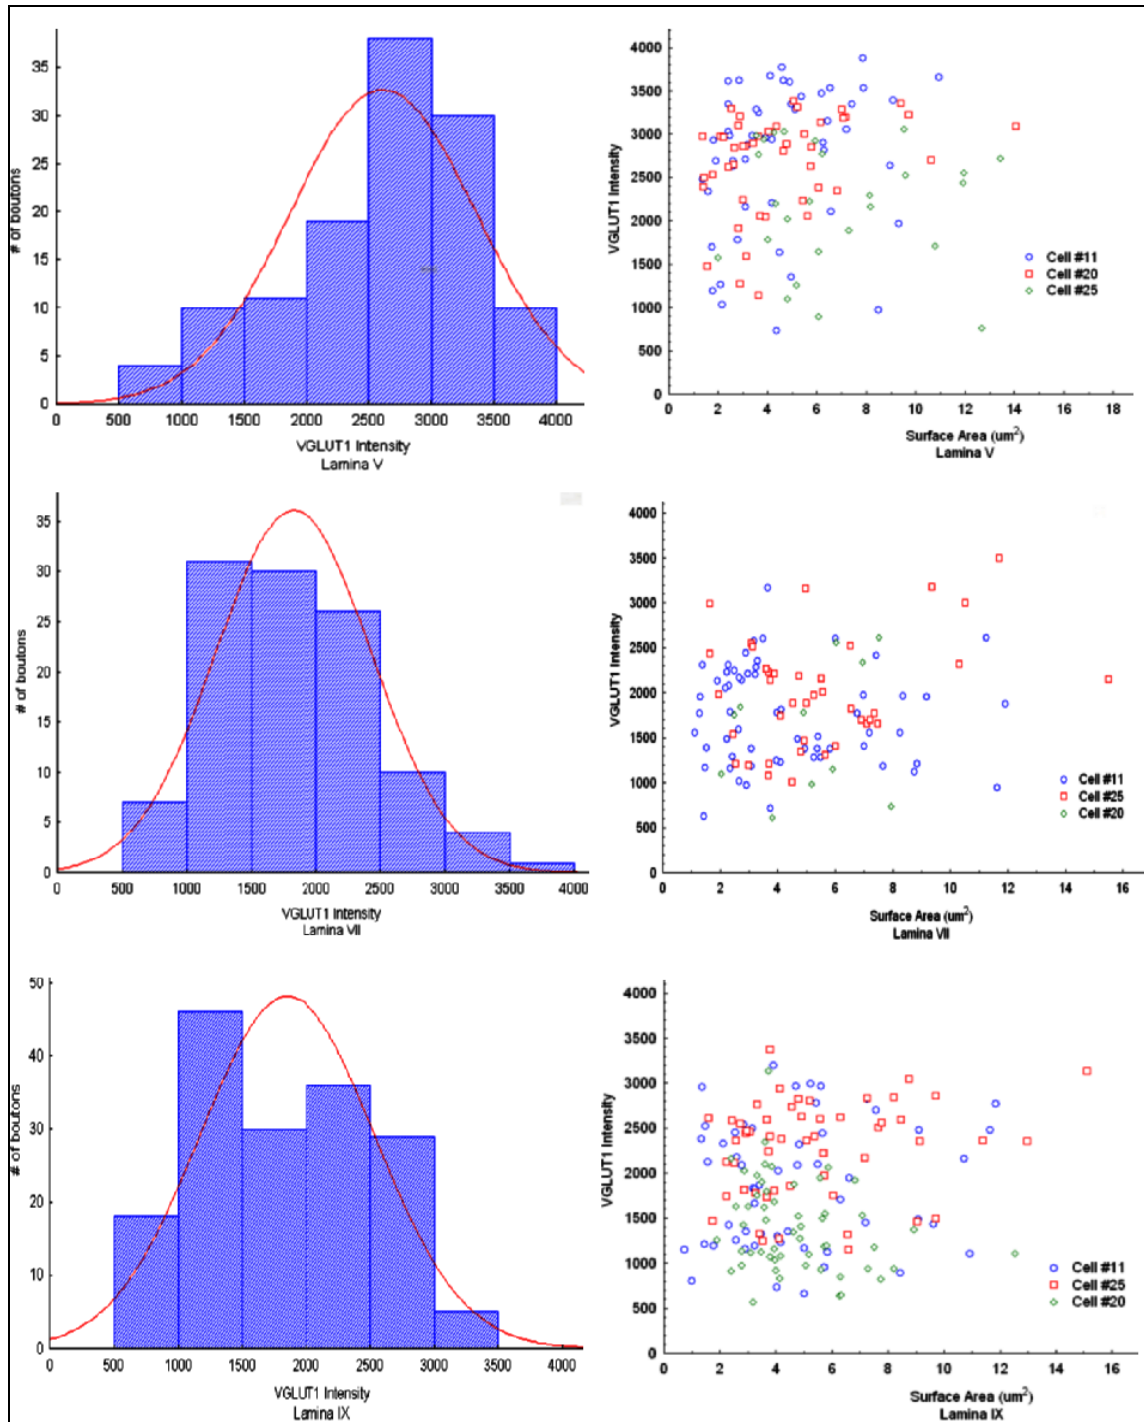 # of boutons
35
30
25
20
15
10
5
0
0 500 1000 1500 2000 2500 3000 3500 4000
VGLUT1 Intensity
Lamina V
VGLUT1 Intensity
4000
3500
3000
2500
2000
1500
1000
500
0
Cell #11
Cell #20
Cell #25
0 2 4 6 8 10 12 14 16 18
Surface Area (um²)
Lamina V
# of boutons
35
30
25
20
15
10
5
0
0 500 1000 1500 2000 2500 3000 3500 4000
VGLUT1 Intensity
Lamina VII
VGLUT1 Intensity
4000
3500
3000
2500
2000
1500
1000
500
0
Cell #11
Cell #25
Cell #20
0 2 4 6 8 10 12 14 16
Surface Area (um²)
Lamina VII
# of boutons
50
40
30
20
10
0
0 500 1000 1500 2000 2500 3000 3500 4000
VGLUT1 Intensity
Lamina IX
VGLUT1 Intensity
4000
3500
3000
2500
2000
1500
1000
500
0
Cell #11
Cell #25
Cell #20
0 2 4 6 8 10 12 14 16
Surface Area (um²)
Lamina IX